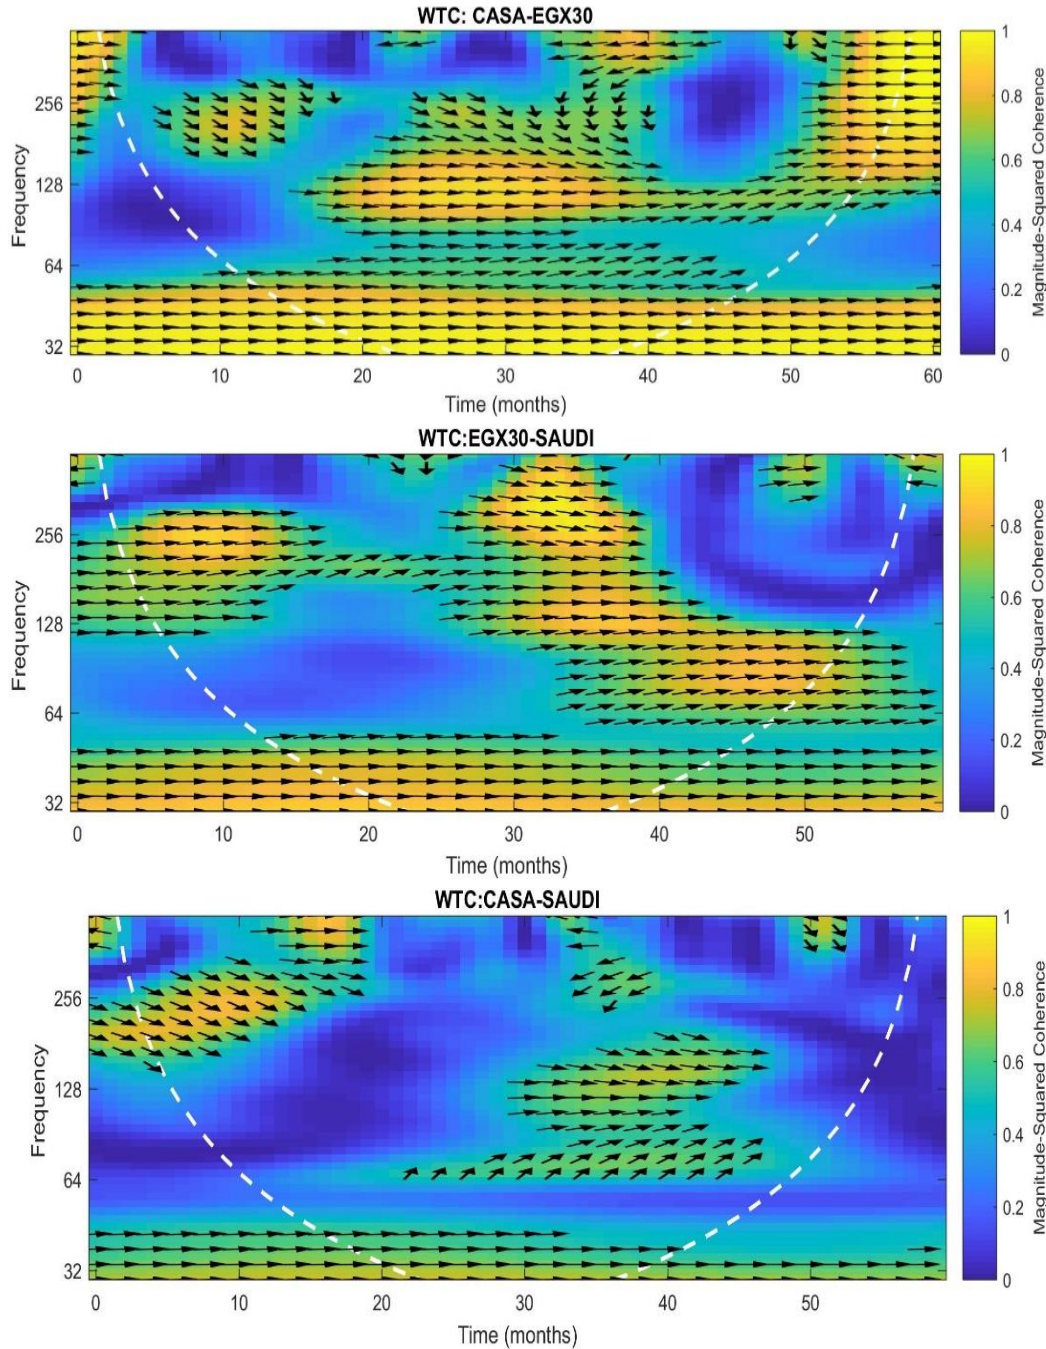 WTC: CASA-EGX30
Frequency
256
128
64
32
0 10 20 30 40 50 60
Time (months)
1
0.8
0.6
0.4
0.2
0
Magnitude-Squared Coherence
WTC:EGX30-SAUDI
Frequency
256
128
64
32
0 10 20 30 40 50
Time (months)
1
0.8
0.6
0.4
0.2
0
Magnitude-Squared Coherence
WTC:CASA-SAUDI
Frequency
256
128
64
32
0 10 20 30 40 50
Time (months)
1
0.8
0.6
0.4
0.2
0
Magnitude-Squared Coherence